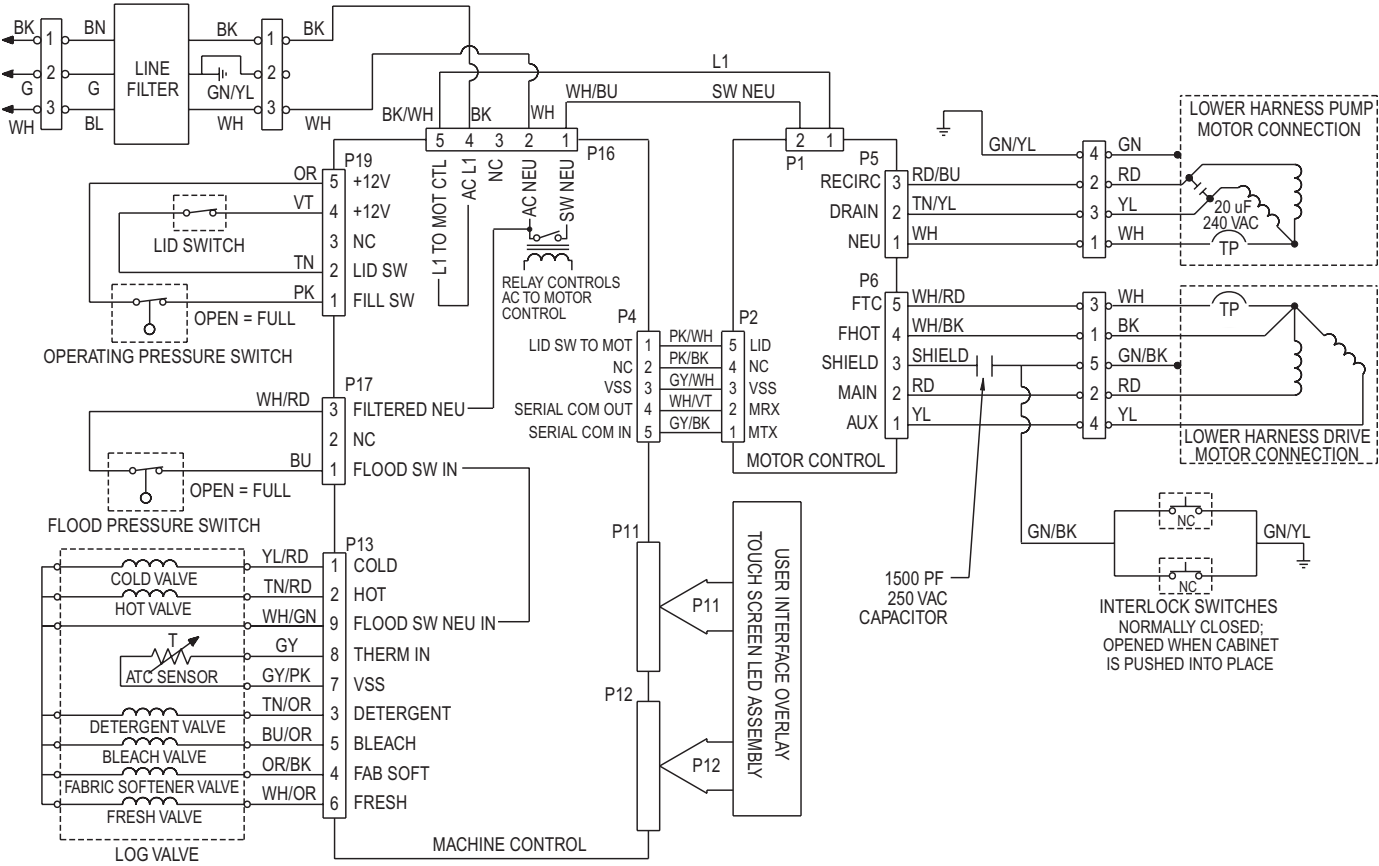 BK
BN
BK
BK
1
1
LINE
FILTER
G
2
G
GN/YL
2
3
WH
BL
WH
3
WH
L1
WH/BU
SW NEU
BK/WH
BK
WH
5
4
3
2
1
P16
L1 TO MOT CTL
AC L1
NC
AC NEU
SW NEU
RELAY CONTROLS
AC TO MOTOR
CONTROL
P19
OR
5
+12V
VT
4
+12V
LID SWITCH
3
NC
TN
2
LID SW
PK
1
FILL SW
OPEN = FULL
OPERATING PRESSURE SWITCH
P17
WH/RD
3
FILTERED NEU
2
NC
BU
1
FLOOD SW IN
OPEN = FULL
FLOOD PRESSURE SWITCH
P13
YL/RD
1
COLD
COLD VALVE
TN/RD
2
HOT
HOT VALVE
WH/GN
9
FLOOD SW NEU IN
T
GY
8
THERM IN
ATC SENSOR
GY/PK
7
VSS
TN/OR
3
DETERGENT
DETERGENT VALVE
BU/OR
5
BLEACH
BLEACH VALVE
OR/BK
4
FAB SOFT
FABRIC SOFTENER VALVE
WH/OR
6
FRESH
FRESH VALVE
LOG VALVE
MACHINE CONTROL
P4
P2
LID SW TO MOT
1
PK/WH
5
LID
NC
2
PK/BK
4
NC
VSS
3
GY/WH
3
VSS
SERIAL COM OUT
4
WH/VT
2
MRX
SERIAL COM IN
5
GY/BK
1
MTX
MOTOR CONTROL
P11
P11
P12
P12
USER INTERFACE OVERLAY
TOUCH SCREEN LED ASSEMBLY
2
1
P1
P5
RECIRC
3
RD/BU
DRAIN
2
TN/YL
NEU
1
WH
P6
FTC
5
WH/RD
FHOT
4
WH/BK
SHIELD
3
SHIELD
MAIN
2
RD
AUX
1
YL
LOWER HARNESS PUMP
MOTOR CONNECTION
GN/YL
4
GN
2
RD
3
YL
20 uF
240 VAC
1
WH
TP
3
WH
TP
1
BK
5
GN/BK
2
RD
4
YL
LOWER HARNESS DRIVE
MOTOR CONNECTION
1500 PF
250 VAC
CAPACITOR
GN/BK
NC
GN/YL
NC
INTERLOCK SWITCHES
NORMALLY CLOSED;
OPENED WHEN CABINET
IS PUSHED INTO PLACE